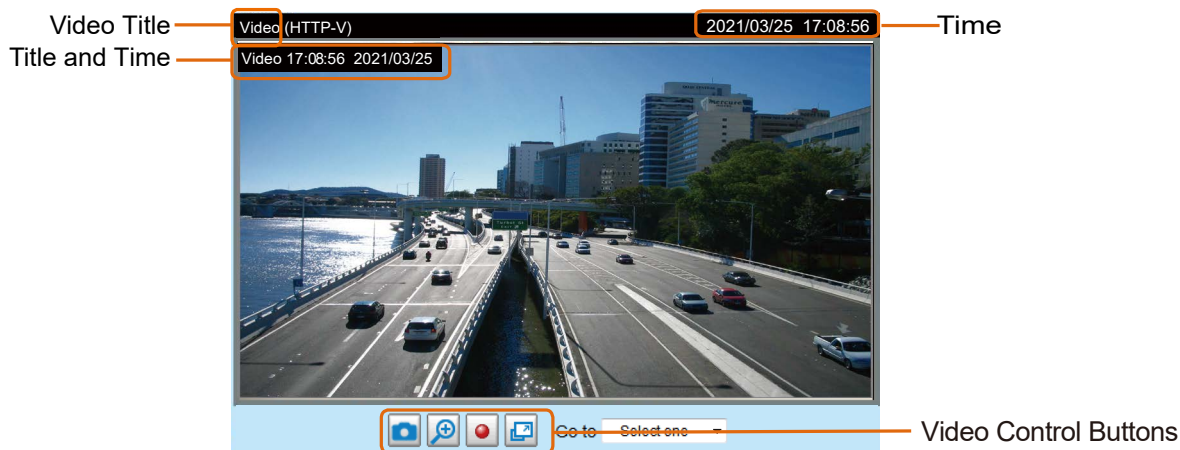 Video Title
Video (HTTP-V)
2021/03/25 17:08:56
Time
Title and Time
Video 17:08:56 2021/03/25
Mercure
Go to
Select one
Video Control Buttons